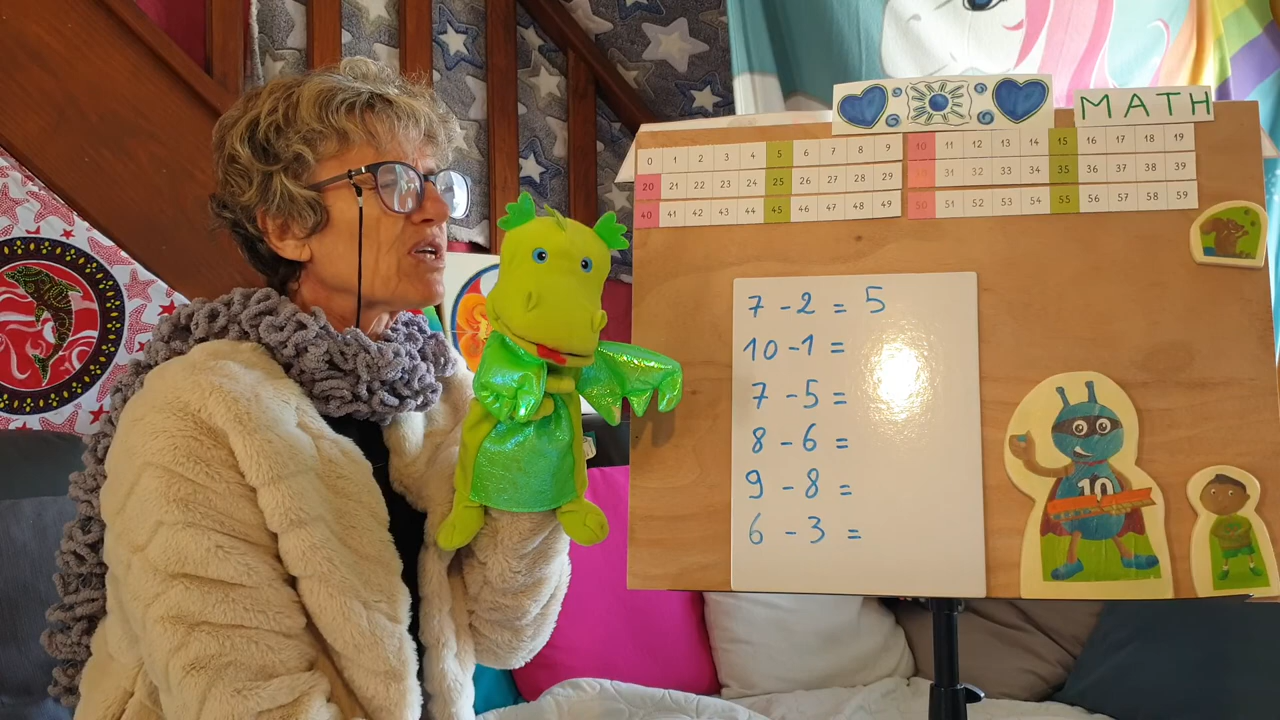 MATH
0 1 2 3 4 5 6 7 8 9 10 11 12 13 14 15 16 17 18 19
20 21 22 23 24 25 26 27 28 29 31 32 33 34 35 36 37 38 39
40 41 42 43 44 45 46 47 48 49 50 51 52 53 54 55 56 57 58 59
7 - 2 = 5
10 - 1 =
7 - 5 =
8 - 6 =
9 - 8 =
6 - 3 =
10